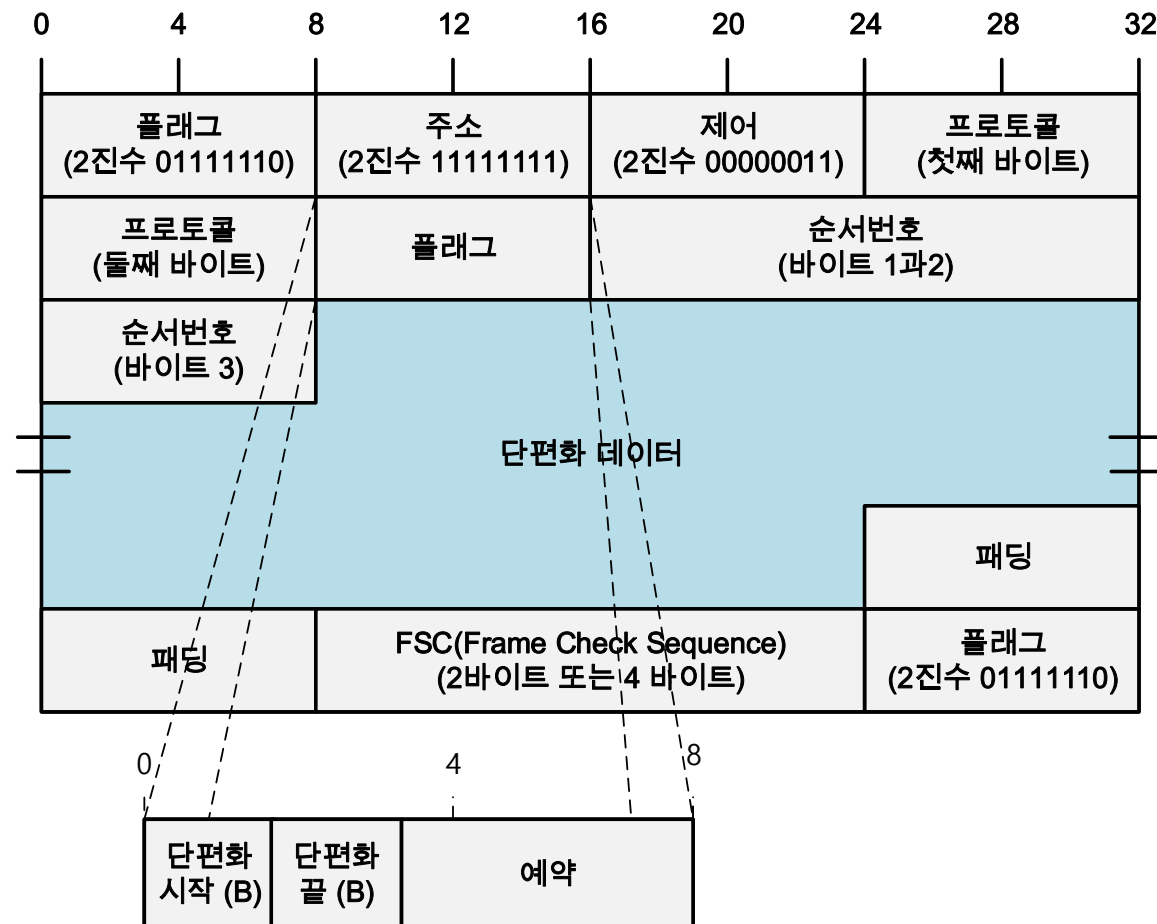 0 4 8 12 16 20 24 28 32
플래그
(2진수 01111110)
주소
(2진수 11111111)
제어
(2진수 00000011)
프로토콜
(첫째 바이트)
프로토콜
(둘째 바이트)
플래그
순서번호
(바이트 1과2)
순서번호
(바이트 3)
단편화 데이터
패딩
패딩
FSC(Frame Check Sequence)
(2바이트 또는 4 바이트)
플래그
(2진수 01111110)
0 4 8
단편화
시작 (B)
단편화
끝 (B)
예약